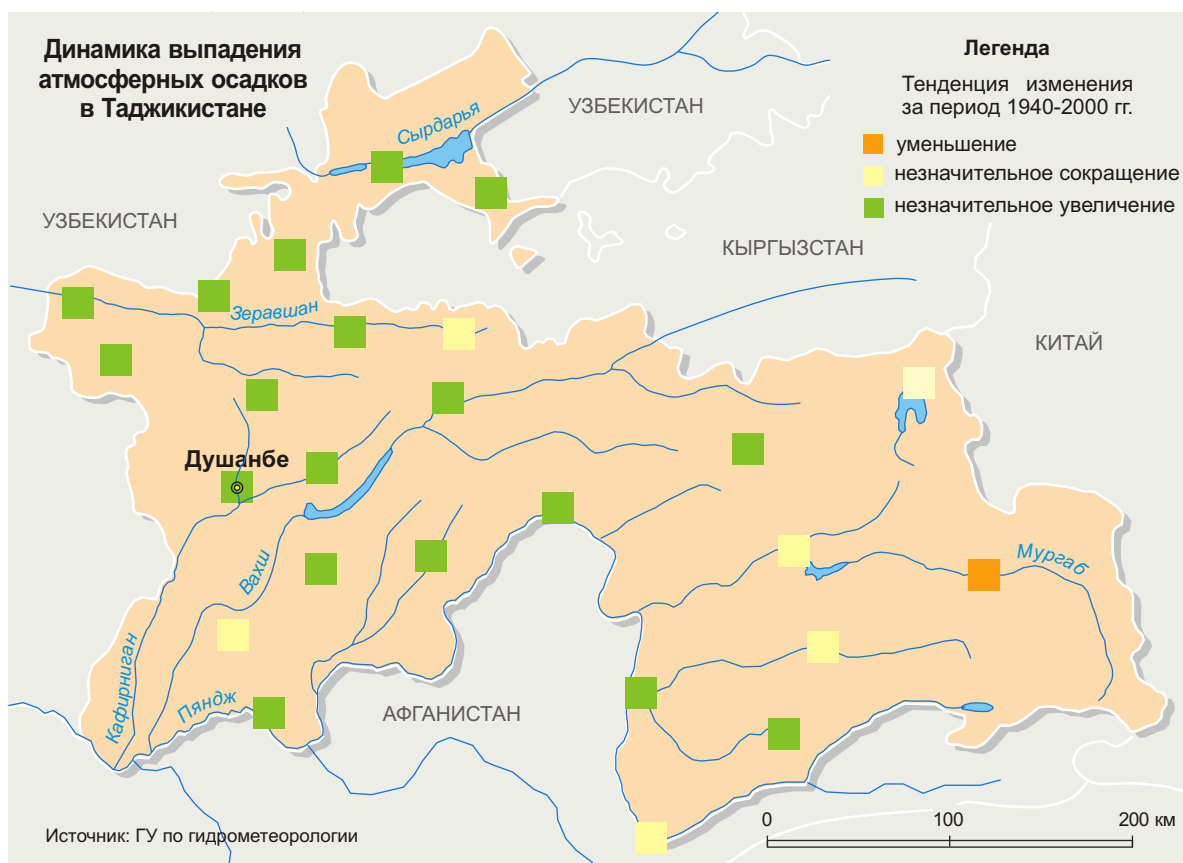 Динамика выпадения
атмосферных осадков
в Таджикистане
Легенда
Тенденция изменения
за период 1940-2000 гг.
уменьшение
незначительное сокращение
незначительное увеличение
УЗБЕКИСТАН
Сырдарья
УЗБЕКИСТАН
КЫРГЫЗСТАН
Зеравшан
КИТАЙ
Душанбе
Вахш
Мургаб
Кафирниган
Пяндж
АФГАНИСТАН
Источник: ГУ по гидрометеорологии
0 100 200 км